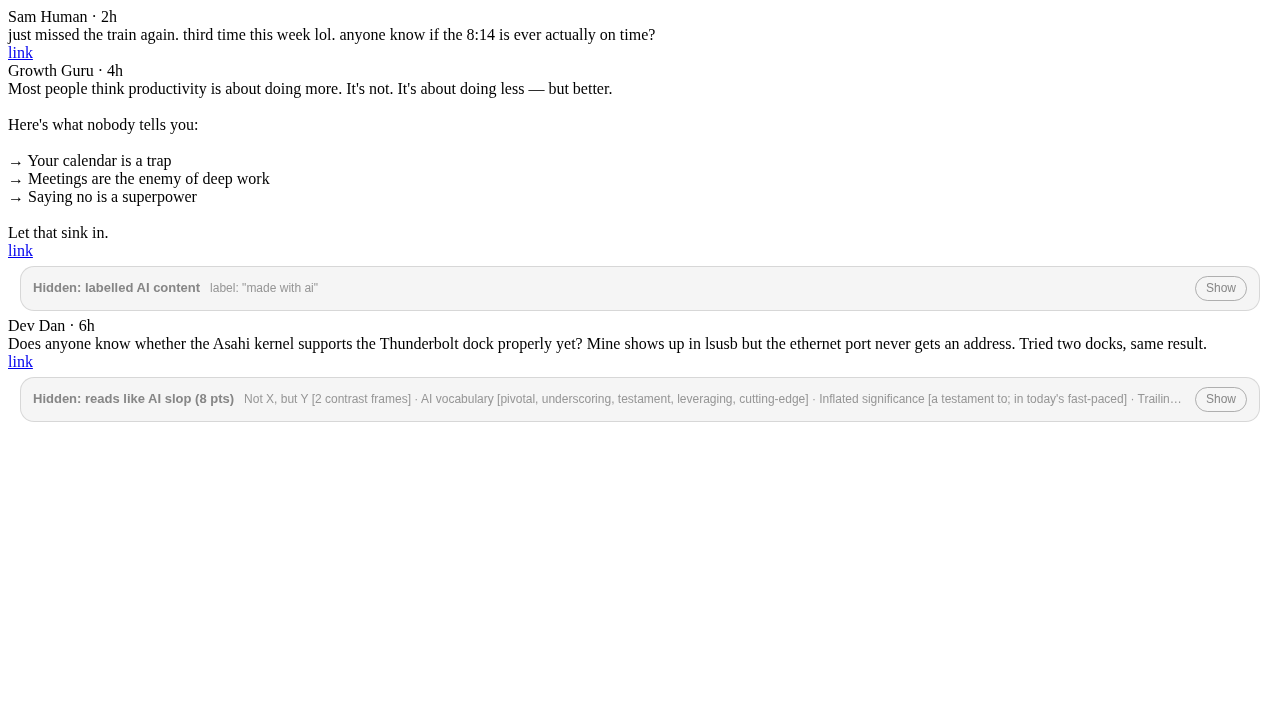 Sam Human · 2h
just missed the train again. third time this week lol. anyone know if the 8:14 is ever actually on time?
link
Growth Guru · 4h
Most people think productivity is about doing more. It's not. It's about doing less — but better.
Here's what nobody tells you:
→ Your calendar is a trap
→ Meetings are the enemy of deep work
→ Saying no is a superpower
Let that sink in.
link
Hidden: labelled AI content label: "made with ai" Show
Dev Dan · 6h
Does anyone know whether the Asahi kernel supports the Thunderbolt dock properly yet? Mine shows up in lsusb but the ethernet port never gets an address. Tried two docks, same result.
link
Hidden: reads like AI slop (8 pts) Not X, but Y [2 contrast frames] · AI vocabulary [pivotal, underscoring, testament, leveraging, cutting-edge] · Inflated significance [a testament to; in today's fast-paced] · Trailin… Show